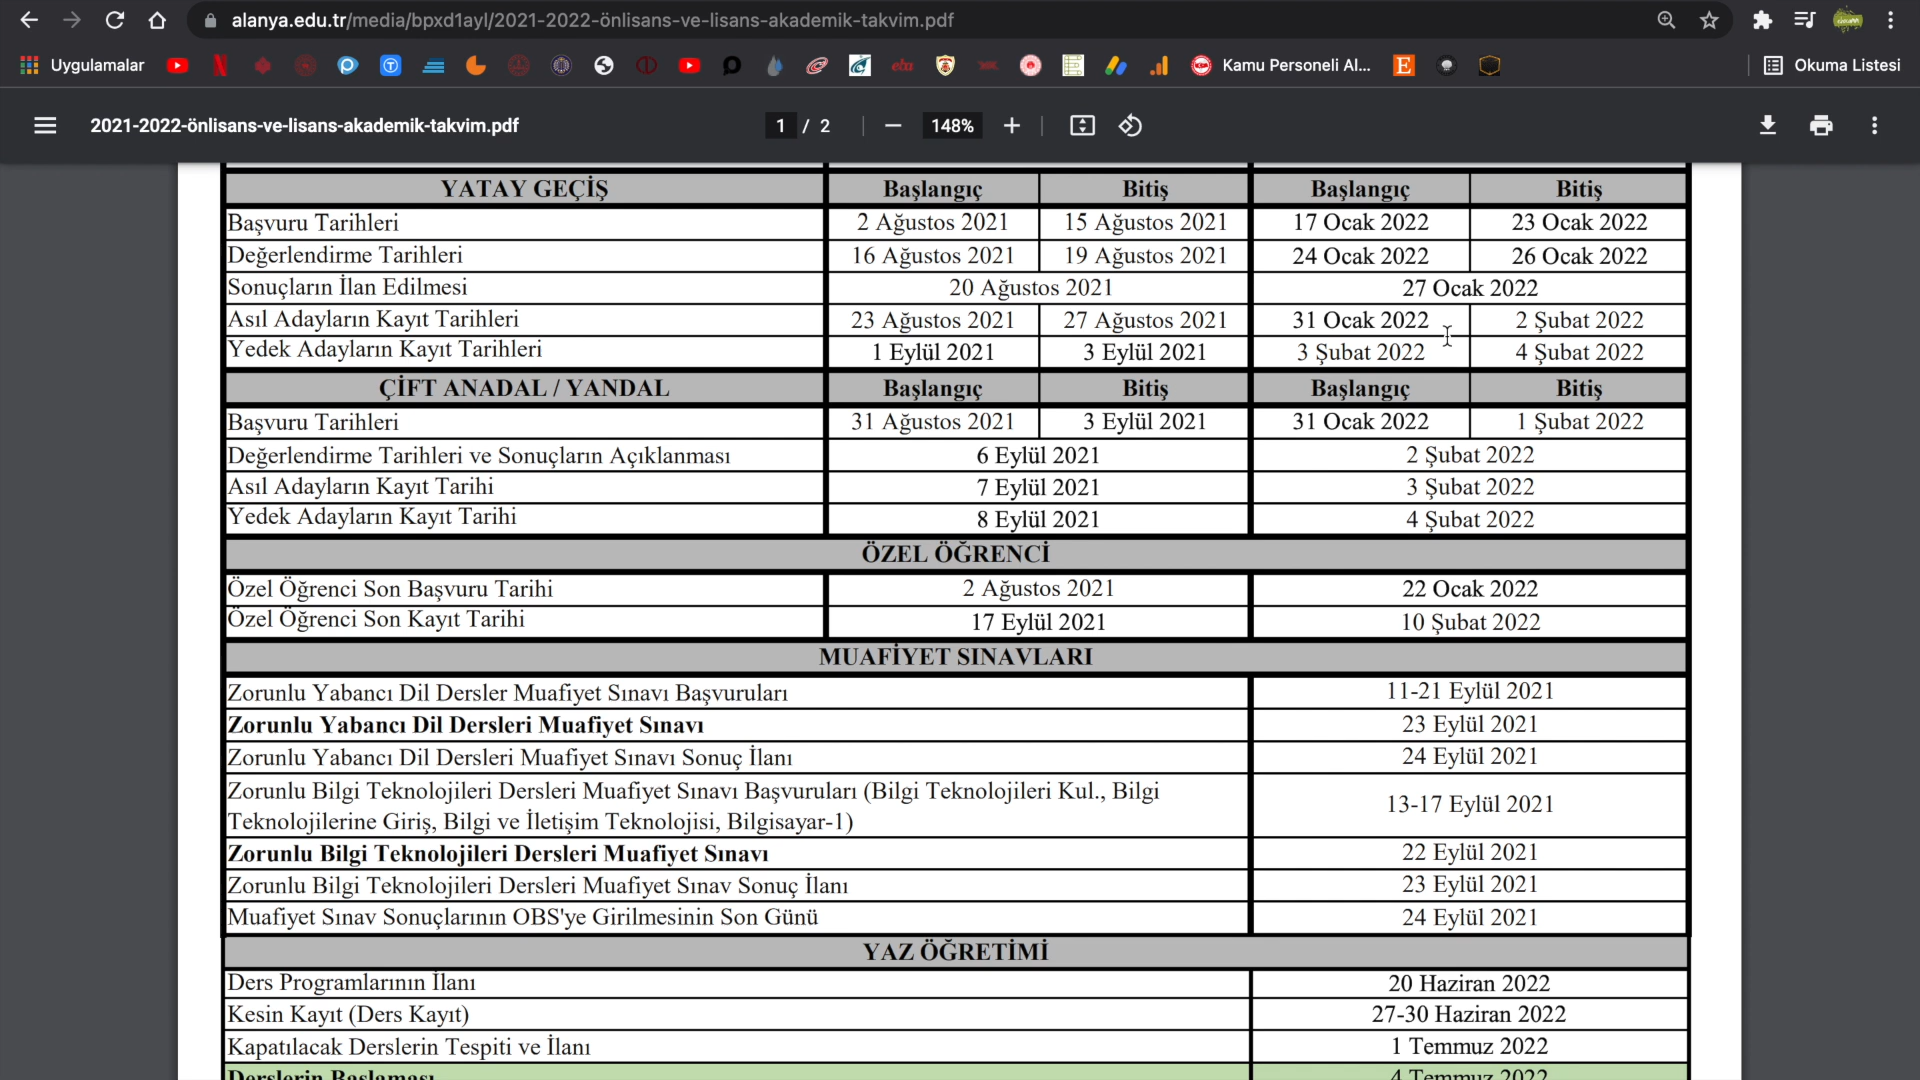 alanya.edu.tr/media/bpxd1ayl/2021-2022-önlisans-ve-lisans-akademik-takvim.pdf
Uygulamalar
Kamu Personeli Al...
Okuma Listesi
2021-2022-önlisans-ve-lisans-akademik-takvim.pdf
1 / 2
148%
YATAY GEÇİŞ Başlangıç Bitiş Başlangıç Bitiş
Başvuru Tarihleri 2 Ağustos 2021 15 Ağustos 2021 17 Ocak 2022 23 Ocak 2022
Değerlendirme Tarihleri 16 Ağustos 2021 19 Ağustos 2021 24 Ocak 2022 26 Ocak 2022
Sonuçların İlan Edilmesi 20 Ağustos 2021 27 Ocak 2022
Asıl Adayların Kayıt Tarihleri 23 Ağustos 2021 27 Ağustos 2021 31 Ocak 2022 2 Şubat 2022
Yedek Adayların Kayıt Tarihleri 1 Eylül 2021 3 Eylül 2021 3 Şubat 2022 4 Şubat 2022
ÇİFT ANADAL / YANDAL Başlangıç Bitiş Başlangıç Bitiş
Başvuru Tarihleri 31 Ağustos 2021 3 Eylül 2021 31 Ocak 2022 1 Şubat 2022
Değerlendirme Tarihleri ve Sonuçların Açıklanması 6 Eylül 2021 2 Şubat 2022
Asıl Adayların Kayıt Tarihi 7 Eylül 2021 3 Şubat 2022
Yedek Adayların Kayıt Tarihi 8 Eylül 2021 4 Şubat 2022
ÖZEL ÖĞRENCİ
Özel Öğrenci Son Başvuru Tarihi 2 Ağustos 2021 22 Ocak 2022
Özel Öğrenci Son Kayıt Tarihi 17 Eylül 2021 10 Şubat 2022
MUAFİYET SINAVLARI
Zorunlu Yabancı Dil Dersler Muafiyet Sınavı Başvuruları 11-21 Eylül 2021
Zorunlu Yabancı Dil Dersleri Muafiyet Sınavı 23 Eylül 2021
Zorunlu Yabancı Dil Dersleri Muafiyet Sınavı Sonuç İlanı 24 Eylül 2021
Zorunlu Bilgi Teknolojileri Dersleri Muafiyet Sınavı Başvuruları (Bilgi Teknolojileri Kul., Bilgi
Teknolojilerine Giriş, Bilgi ve İletişim Teknolojisi, Bilgisayar-1) 13-17 Eylül 2021
Zorunlu Bilgi Teknolojileri Dersleri Muafiyet Sınavı 22 Eylül 2021
Zorunlu Bilgi Teknolojileri Dersleri Muafiyet Sınav Sonuç İlanı 23 Eylül 2021
Muafiyet Sınav Sonuçlarının OBS'ye Girilmesinin Son Günü 24 Eylül 2021
YAZ ÖĞRETİMİ
Ders Programlarının İlanı 20 Haziran 2022
Kesin Kayıt (Ders Kayıt) 27-30 Haziran 2022
Kapatılacak Derslerin Tespiti ve İlanı 1 Temmuz 2022
Derslerin Başlaması 4 Temmuz 2022